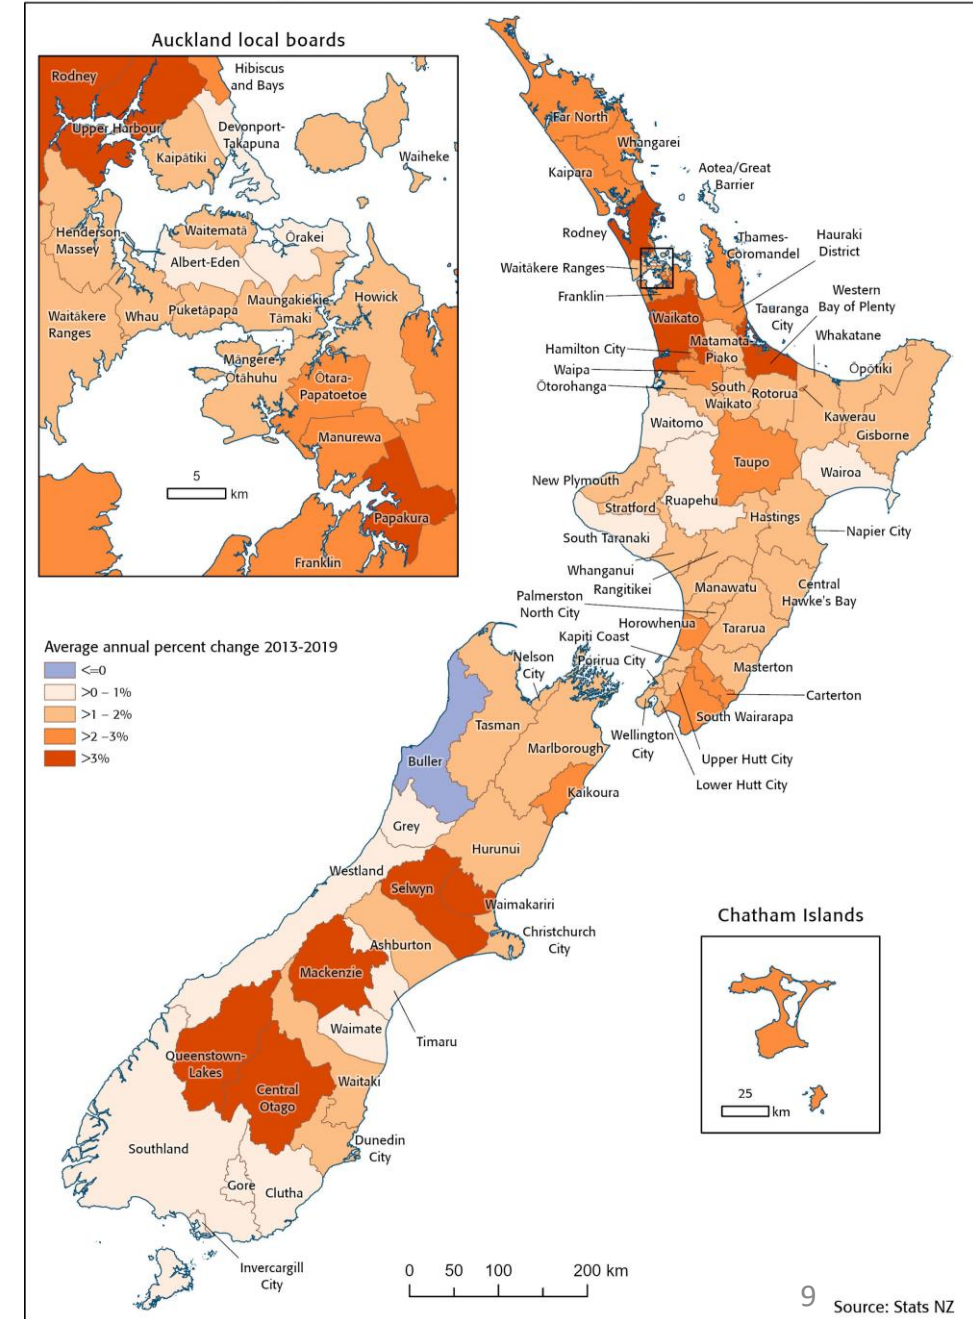 Auckland local boards
Rodney
Hibiscus
and Bays
Upper Harbour
Devonport-
Takapuna
Kaipātiki
Waiheke
Henderson-
Massey
Waitematā
Ōrakei
Albert-Eden
Waitākere
Ranges
Whau
Puketāpapa
Maungakiekie-
Tāmaki
Howick
Māngere-
Ōtāhuhu
Ōtara-
Papatoetoe
Manurewa
Papakura
Franklin
5
km
Far North
Whangarei
Kaipara
Aotea/Great
Barrier
Rodney
Thames-
Coromandel
Hauraki
District
Waitākere Ranges
Franklin
Western
Bay of Plenty
Tauranga
City
Waikato
Whakatane
Hamilton City
Matamata-
Piako
Ōpōtiki
Waipa
Ōtorohanga
South
Waikato
Rotorua
Kawerau
Gisborne
Waitomo
Taupo
Wairoa
New Plymouth
Ruapehu
Stratford
Hastings
Napier City
South Taranaki
Whanganui
Rangitikei
Manawatu
Central
Hawke's Bay
Palmerston
North City
Horowhenua
Tararua
Kapiti Coast
Porirua City
Masterton
Carterton
South Wairarapa
Wellington
City
Upper Hutt City
Lower Hutt City
Average annual percent change 2013-2019
<=0
>0 – 1%
>1 – 2%
>2 –3%
>3%
Nelson
City
Tasman
Marlborough
Buller
Kaikoura
Grey
Hurunui
Westland
Selwyn
Waimakariri
Christchurch
City
Ashburton
Mackenzie
Timaru
Waimate
Queenstown-
Lakes
Central
Otago
Waitaki
Dunedin
City
Southland
Gore
Clutha
Invercargill
City
Chatham Islands
25
km
0 50 100 200 km
9
Source: Stats NZ